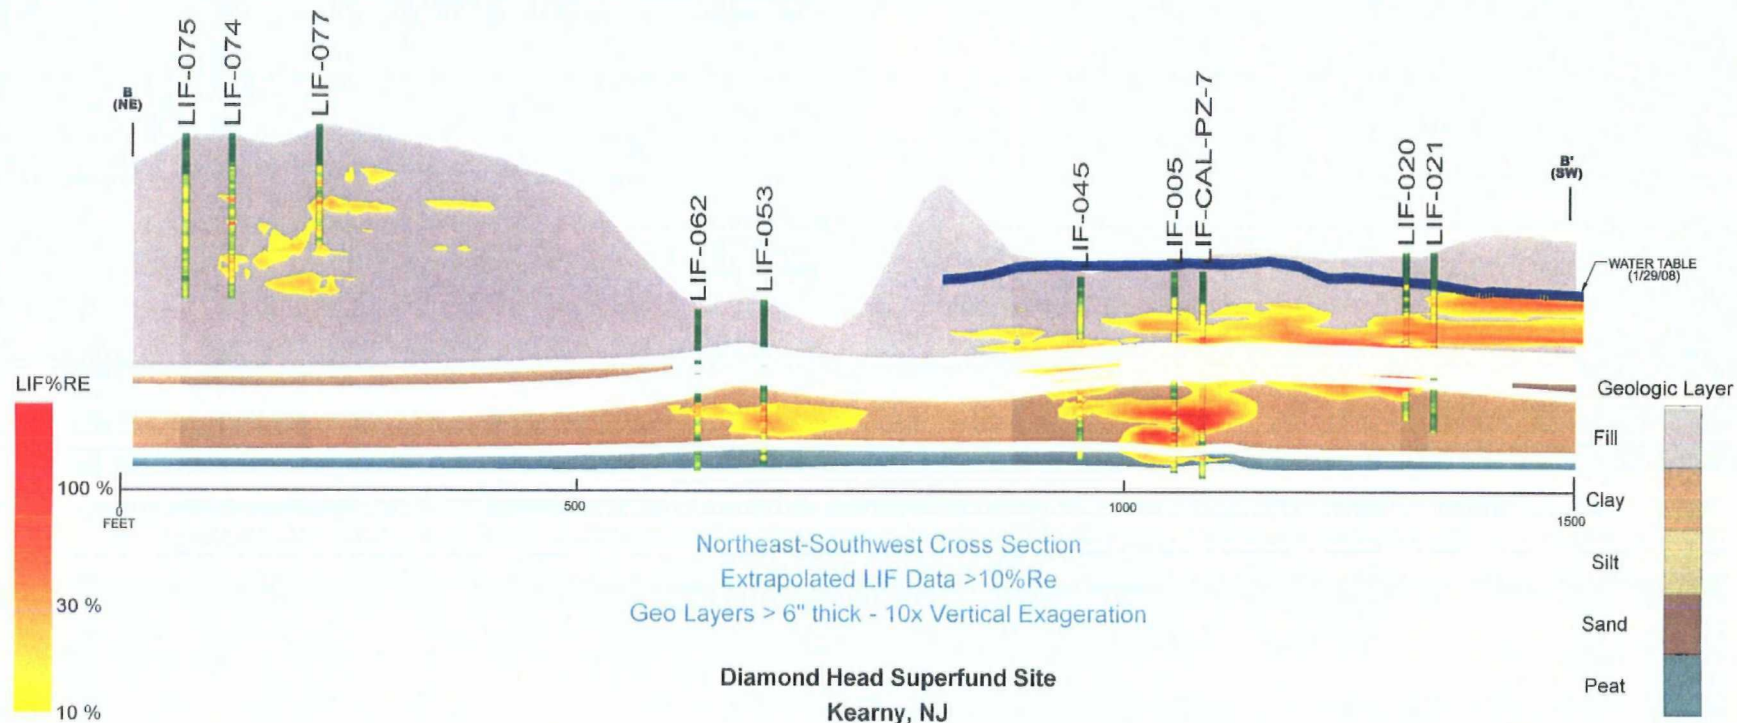 LIF-075
LIF-074
LIF-077
B
(NE)
LIF-062
LIF-053
IF-045
IF-005
IF-CAL-PZ-7
LIF-020
LIF-021
B'
(SW)
WATER TABLE
(1/29/08)
LIF%RE
100 %
30 %
10 %
Geologic Layer
Fill
Clay
Silt
Sand
Peat
0
FEET
500
1000
1500
Northeast-Southwest Cross Section
Extrapolated LIF Data >10%Re
Geo Layers > 6" thick - 10x Vertical Exageration
Diamond Head Superfund Site
Kearny, NJ